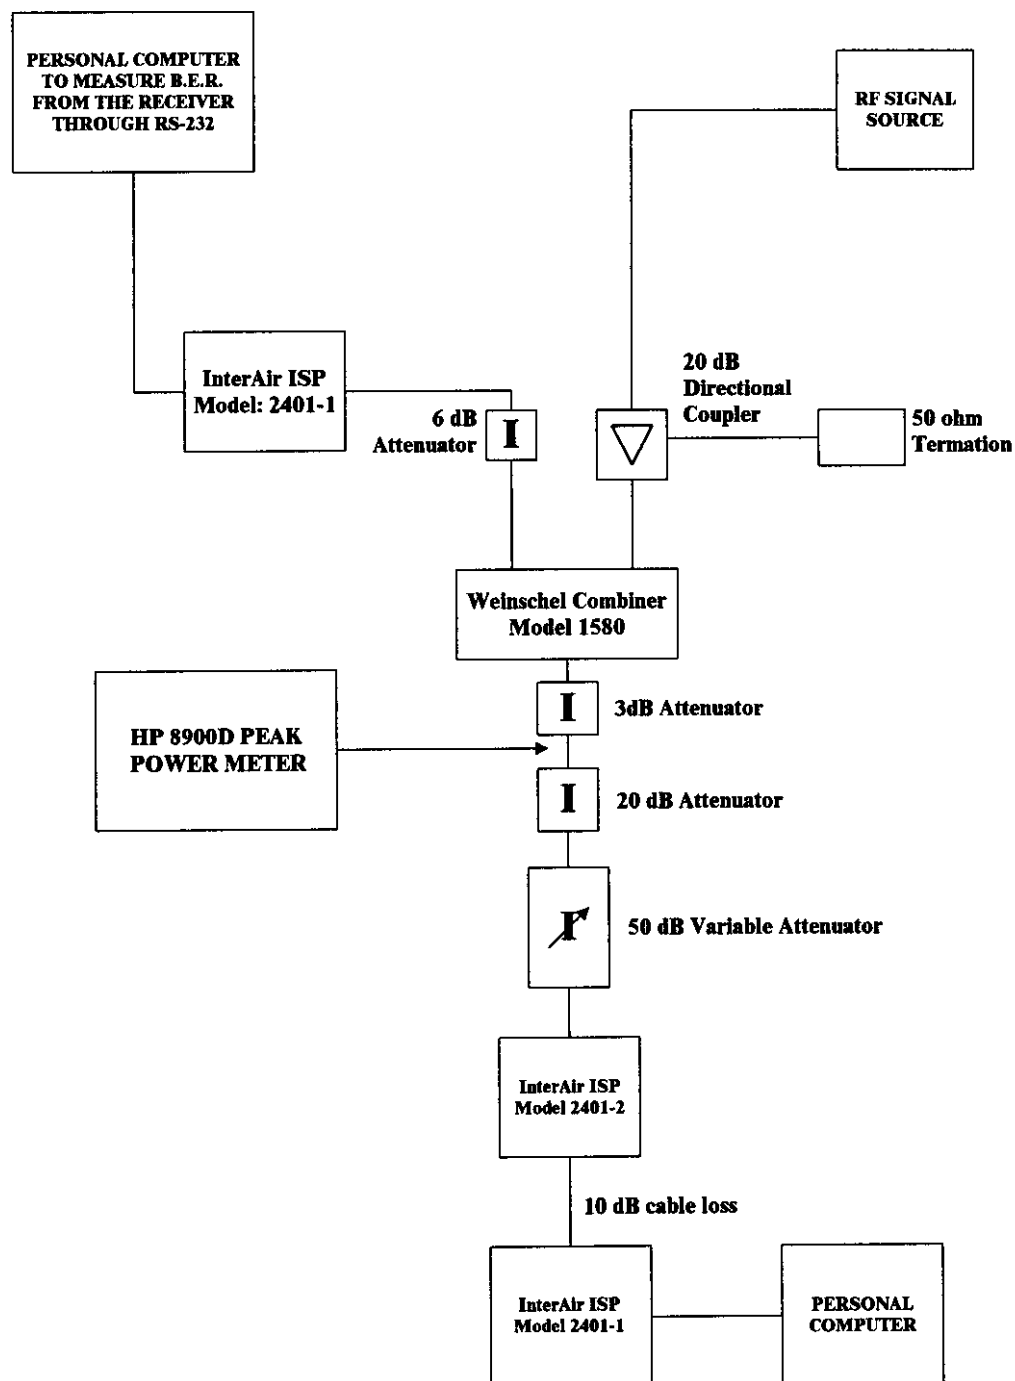 PERSONAL COMPUTER
TO MEASURE B.E.R.
FROM THE RECEIVER
THROUGH RS-232
RF SIGNAL
SOURCE
InterAir ISP
Model: 2401-1
6 dB
Attenuator
I
20 dB
Directional
Coupler
50 ohm
Termation
Weinschel Combiner
Model 1580
I
3dB Attenuator
HP 8900D PEAK
POWER METER
I
20 dB Attenuator
I
50 dB Variable Attenuator
InterAir ISP
Model 2401-2
10 dB cable loss
InterAir ISP
Model 2401-1
PERSONAL
COMPUTER